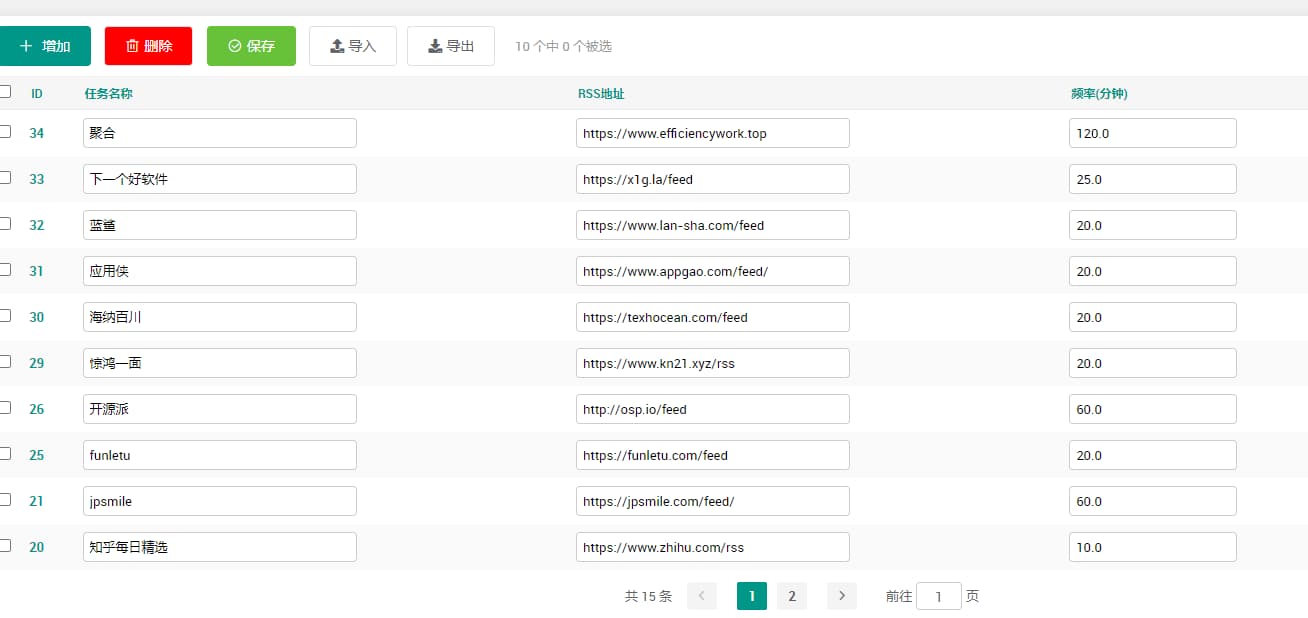 增加 删除 保存 导入 导出 10 个中 0 个被选
ID 任务名称 RSS地址 频率(分钟)
34 聚合 https://www.efficiencywork.top 120.0
33 下一个好软件 https://x1g.la/feed 25.0
32 蓝鲨 https://www.lan-sha.com/feed 20.0
31 应用侠 https://www.appgao.com/feed/ 20.0
30 海纳百川 https://texhocean.com/feed 20.0
29 惊鸿一面 https://www.kn21.xyz/rss 20.0
26 开源派 http://osp.io/feed 60.0
25 funletu https://funletu.com/feed 20.0
21 jpsmile https://jpsmile.com/feed/ 60.0
20 知乎每日精选 https://www.zhihu.com/rss 10.0
共 15 条 1 2 前往 1 页